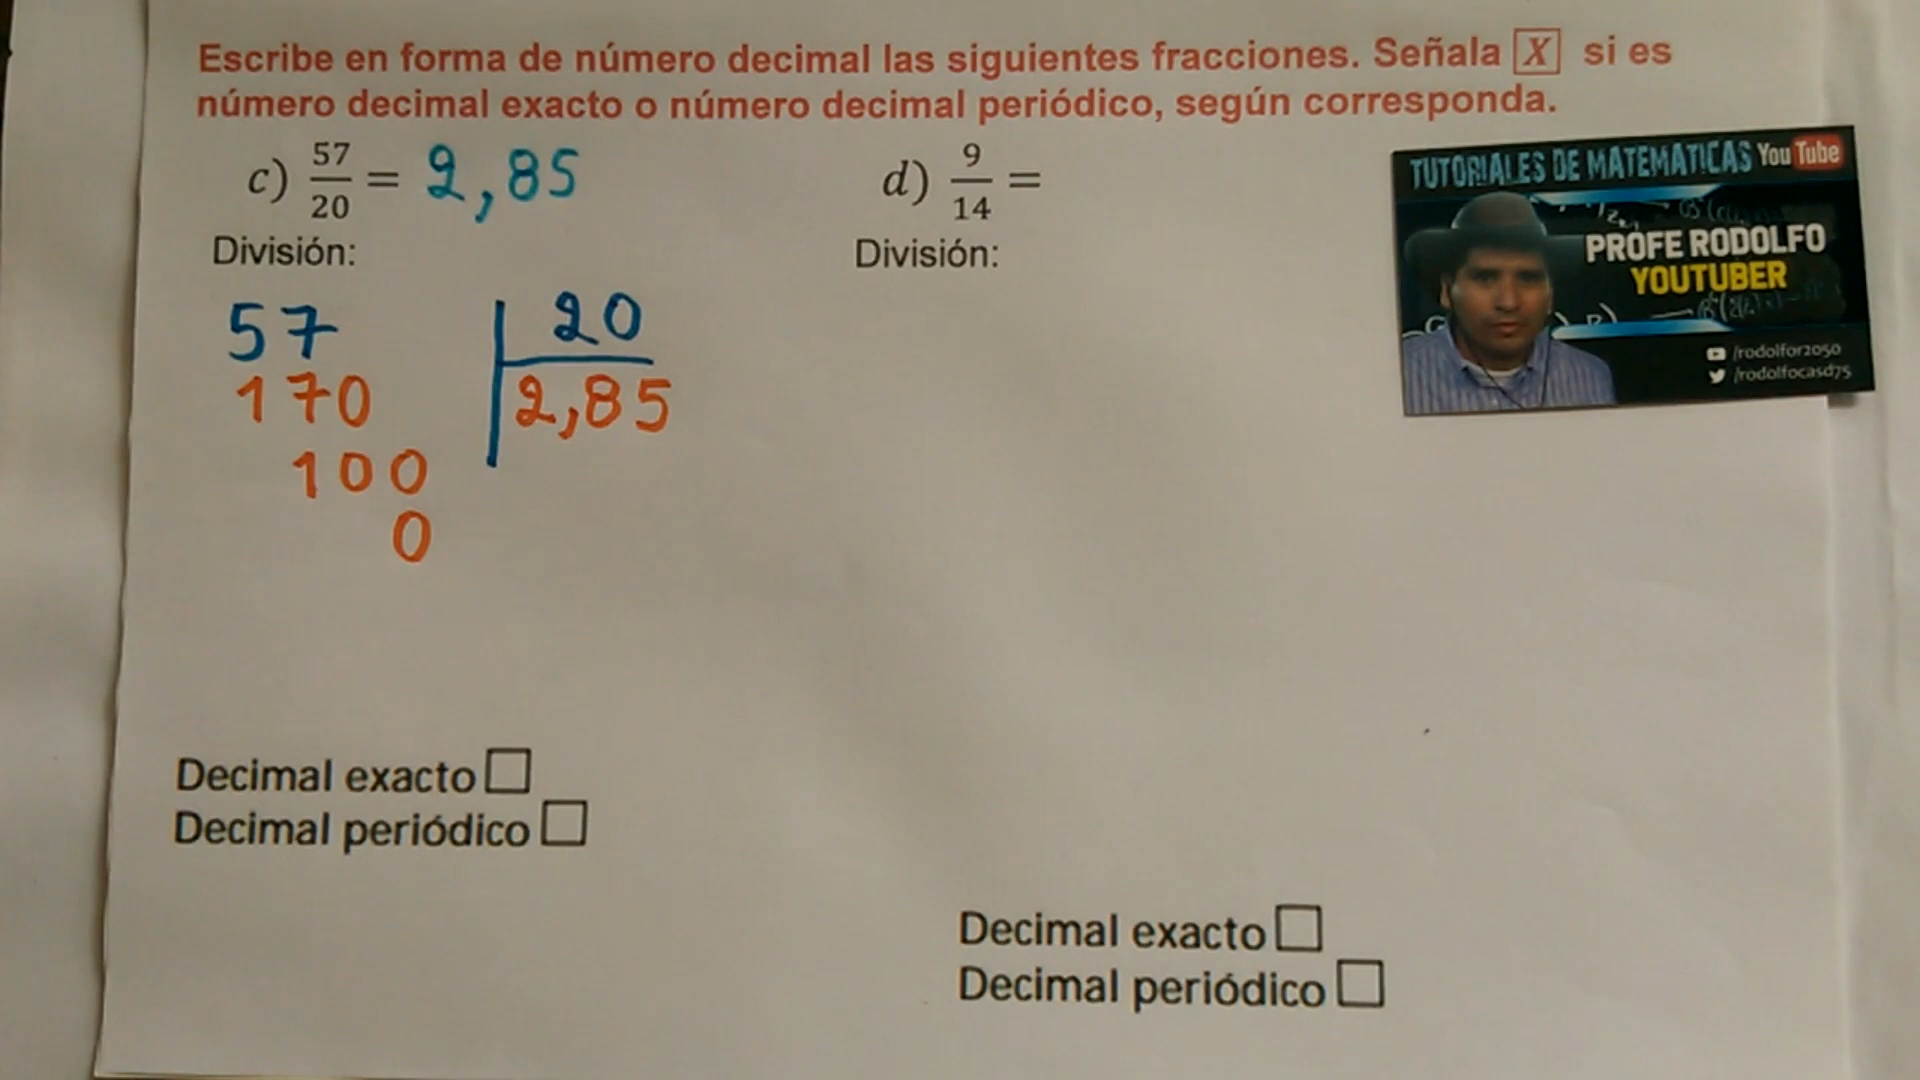 Escribe en forma de número decimal las siguientes fracciones. Señala X si es
número decimal exacto o número decimal periódico, según corresponda.
c) 57/20 = 2,85
División:
57 20
170 2,85
100
0
Decimal exacto
Decimal periódico
d) 9/14 =
División:
Decimal exacto
Decimal periódico
TUTORIALES DE MATEMATICAS YouTube
PROFE RODOLFO
YOUTUBER
/rodolfor2050
/rodolfocasd75